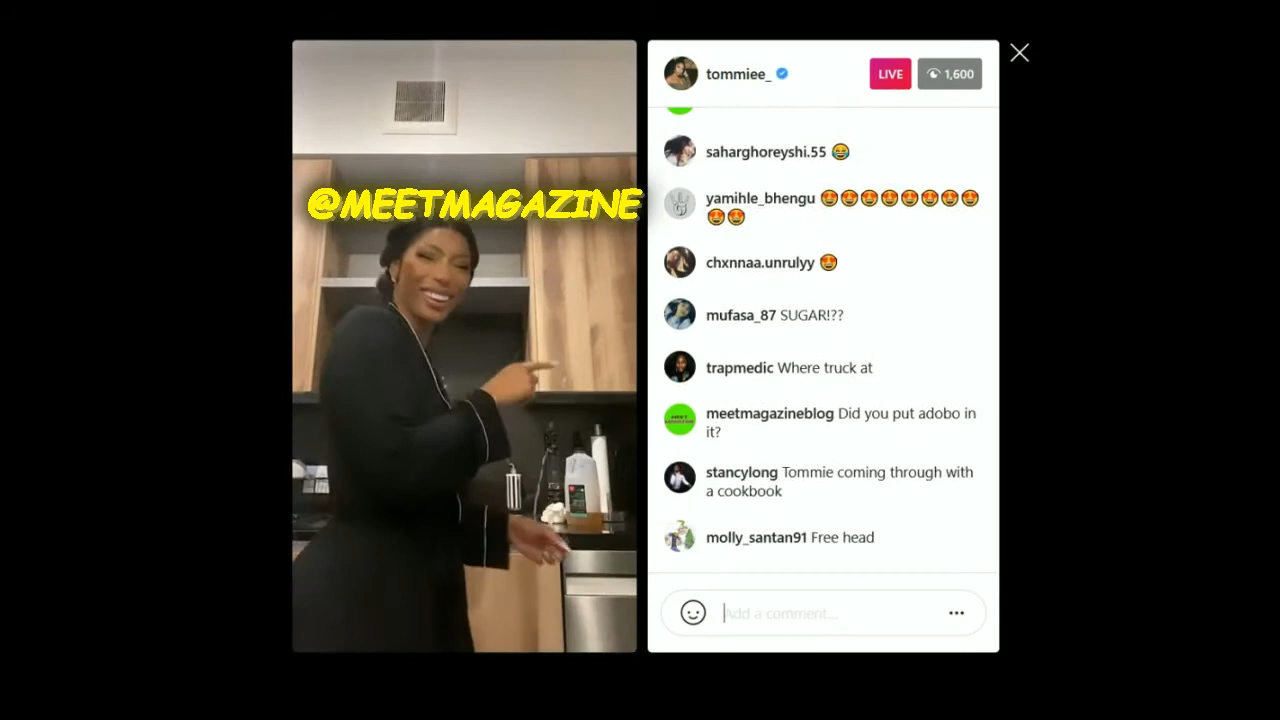 @MEETMAGAZINE
tommiee_
LIVE
1,600
saharghoreyshi.55 😂
yamihle_bhengu 😍😍😍😍😍😍😍😍
😍😍
chxnnaa.unrulyy 😍
mufasa_87 SUGAR!??
trapmedic Where truck at
meetmagazineblog Did you put adobo in
it?
stancylong Tommie coming through with
a cookbook
molly_santan91 Free head
Add a comment...